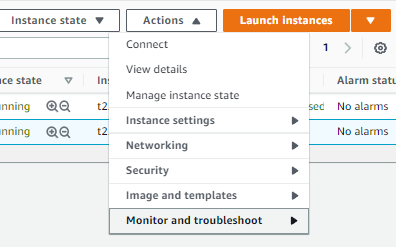 Instance state Actions Launch instances
Connect
1
View details
nce state Ins Alarm statu
Manage instance state
nning t2 sed No alarms
Instance settings
nning t2 No alarms
Networking
Security
Image and templates
Monitor and troubleshoot